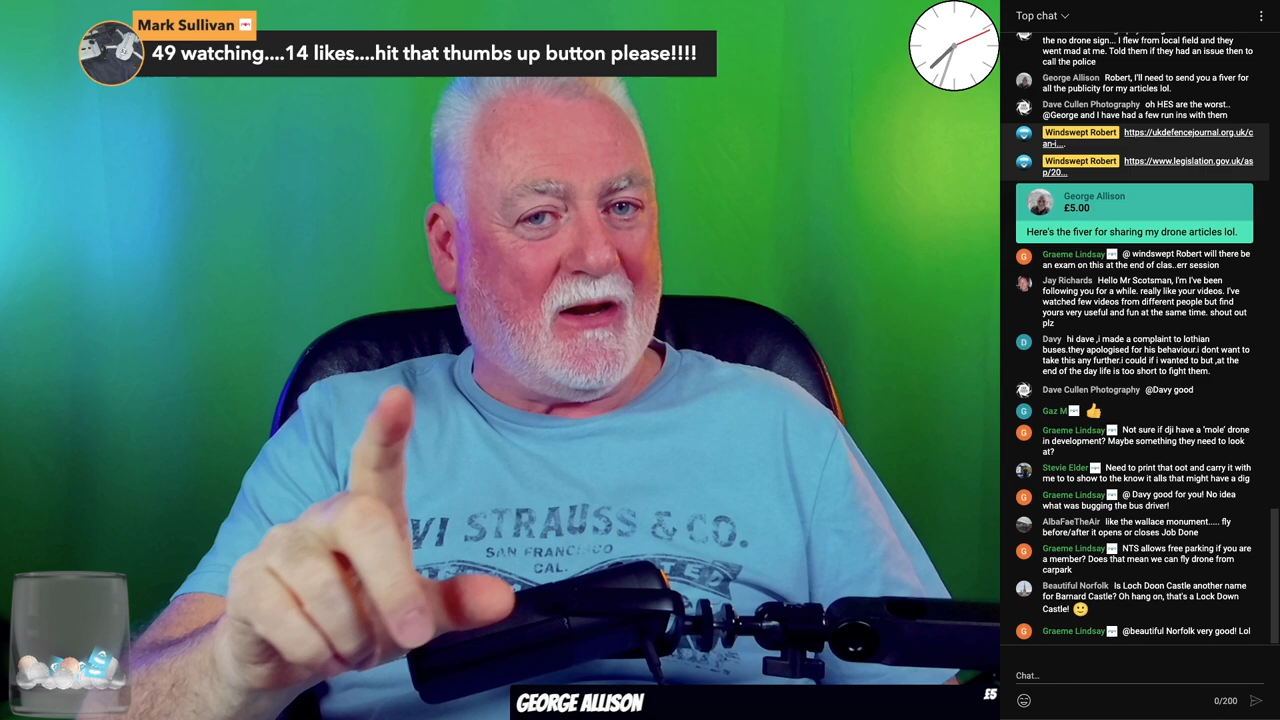 Mark Sullivan
49 watching....14 likes....hit that thumbs up button please!!!!
VI STRAUSS & CO.
SAN FRANCISCO
CAL.
GEORGE ALLISON
£5
Top chat
the no drone sign... I flew from local field and they
went mad at me. Told them if they had an issue then to
call the police
George Allison Robert, I'll need to send you a fiver for
all the publicity for my articles lol.
Dave Cullen Photography oh HES are the worst..
@George and I have had a few run ins with them
Windswept Robert https://ukdefencejournal.org.uk/c
an-i....
Windswept Robert https://www.legislation.gov.uk/as
p/20...
George Allison
£5.00
Here's the fiver for sharing my drone articles lol.
Graeme Lindsay @ windswept Robert will there be
an exam on this at the end of clas..err session
Jay Richards Hello Mr Scotsman, I'm I've been
following you for a while. really like your videos. I've
watched few videos from different people but find
yours very useful and fun at the same time. shout out
plz
Davy hi dave ,i made a complaint to lothian
buses.they apologised for his behaviour.i dont want to
take this any further.i could if i wanted to but ,at the
end of the day life is too short to fight them.
Dave Cullen Photography @Davy good
Gaz M
Graeme Lindsay Not sure if dji have a 'mole' drone
in development? Maybe something they need to look
at?
Stevie Elder Need to print that oot and carry it with
me to to show to the know it alls that might have a dig
Graeme Lindsay @ Davy good for you! No idea
what was bugging the bus driver!
AlbaFaeTheAir like the wallace monument..... fly
before/after it opens or closes Job Done
Graeme Lindsay NTS allows free parking if you are
a member? Does that mean we can fly drone from
carpark
Beautiful Norfolk Is Loch Doon Castle another name
for Barnard Castle? Oh hang on, that's a Lock Down
Castle!
Graeme Lindsay @beautiful Norfolk very good! Lol
Chat...
0/200